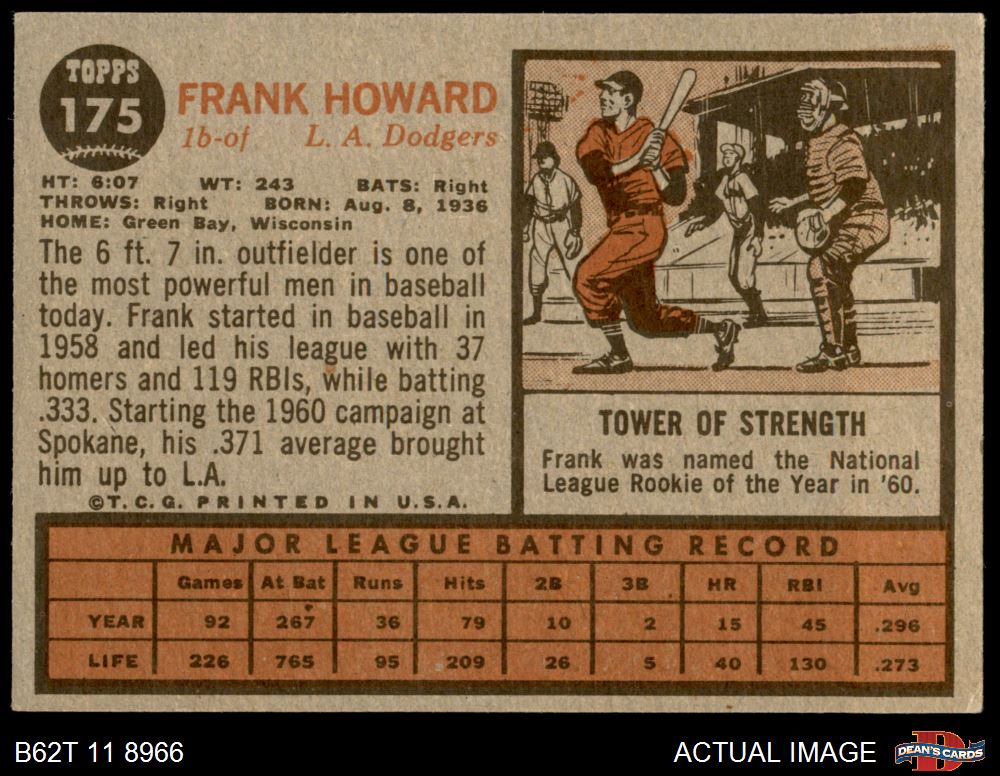 TOPPS
175
FRANK HOWARD
1b-of L. A. Dodgers
HT: 6:07 WT: 243 BATS: Right
THROWS: Right BORN: Aug. 8, 1936
HOME: Green Bay, Wisconsin
The 6 ft. 7 in. outfielder is one of
the most powerful men in baseball
today. Frank started in baseball in
1958 and led his league with 37
homers and 119 RBIs, while batting
.333. Starting the 1960 campaign at
Spokane, his .371 average brought
him up to L.A.
©T.C.G. PRINTED IN U.S.A.
TOWER OF STRENGTH
Frank was named the National
League Rookie of the Year in '60.
MAJOR LEAGUE BATTING RECORD
Games At Bat Runs Hits 2B 3B HR RBI Avg
YEAR 92 267 36 79 10 2 15 45 .296
LIFE 226 765 95 209 26 5 40 130 .273
B62T 11 8966
ACTUAL IMAGE
DEAN'S CARDS